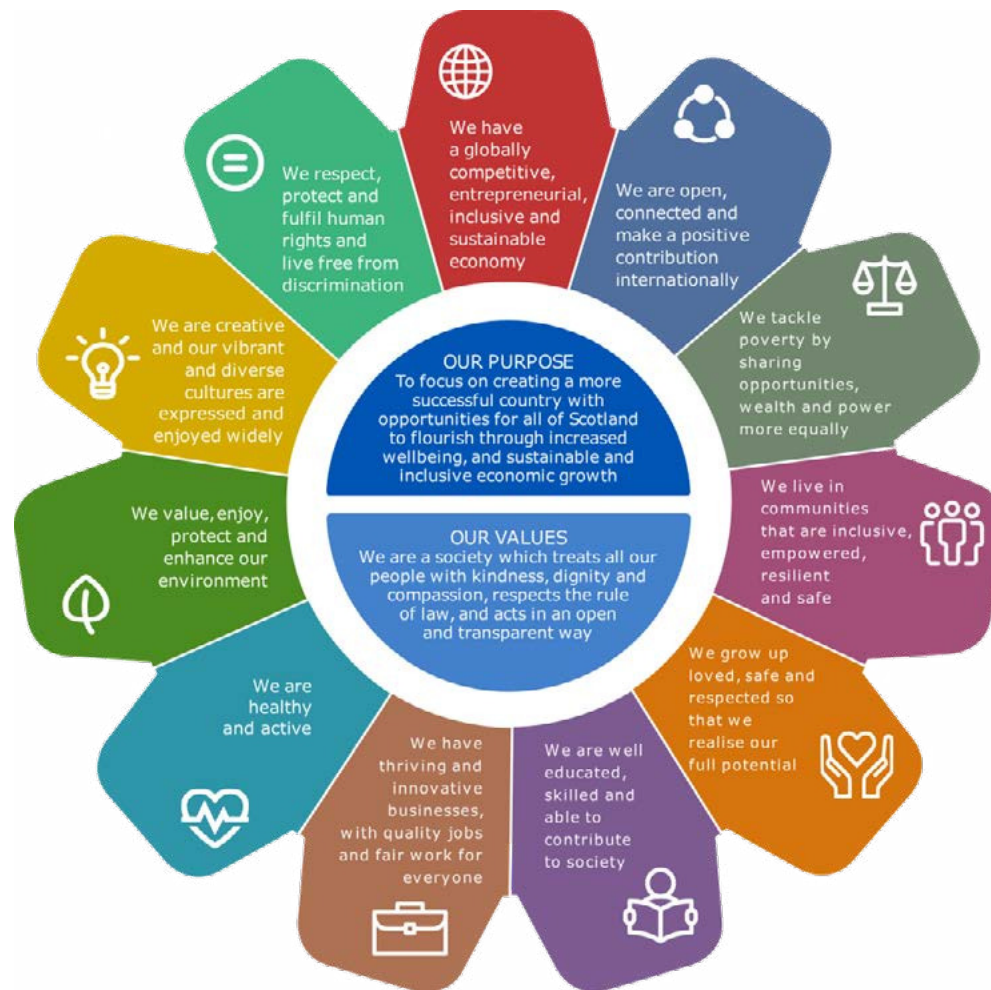 We have
a globally
competitive,
entrepreneurial,
inclusive and
sustainable
economy
We are open,
connected and
make a positive
contribution
internationally
We tackle
poverty by
sharing
opportunities,
wealth and power
more equally
We live in
communities
that are inclusive,
empowered,
resilient
and safe
We grow up
loved, safe and
respected so
that we
realise our
full potential
We are well
educated,
skilled and
able to
contribute
to society
We have
thriving and
innovative
businesses,
with quality jobs
and fair work for
everyone
We are
healthy
and active
We value, enjoy,
protect and
enhance our
environment
We are creative
and our vibrant
and diverse
cultures are
expressed and
enjoyed widely
We respect,
protect and
fulfil human
rights and
live free from
discrimination
OUR PURPOSE
To focus on creating a more
successful country with
opportunities for all of Scotland
to flourish through increased
wellbeing, and sustainable and
inclusive economic growth
OUR VALUES
We are a society which treats all our
people with kindness, dignity and
compassion, respects the rule
of law, and acts in an open
and transparent way